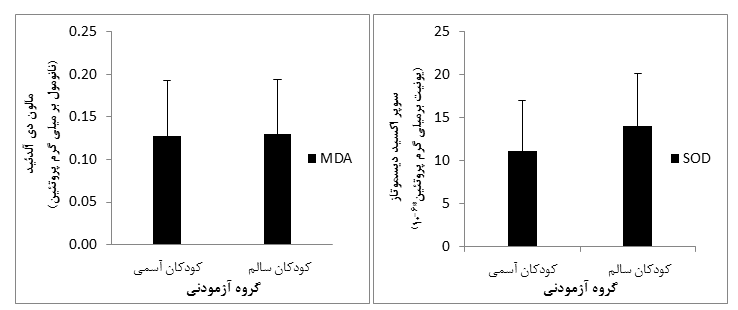 0.25
0.20
0.15
0.10
0.05
0.00
مالون دی آلدئید
(نانومول بر میلی گرم پروتئین)
کودکان آسمی
کودکان سالم
گروه آزمودنی
MDA
25
20
15
10
5
0
سوپر اکسید دیسموتاز
(یونیت برمیلی گرم پروتئین*۱۰-۶)
کودکان آسمی
کودکان سالم
گروه آزمودنی
SOD